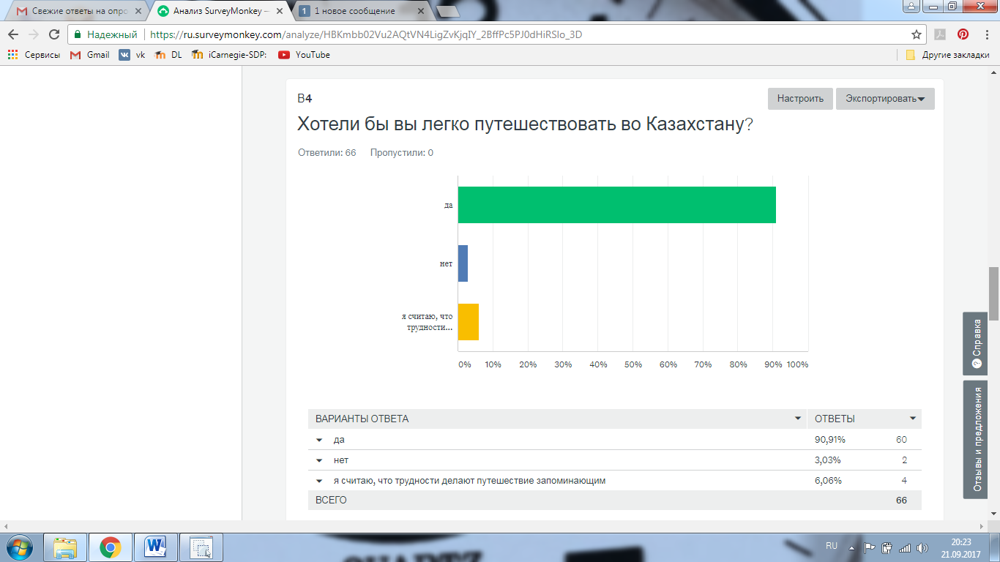 Свежие ответы на опро
Анализ SurveyMonkey –
1 новое сообщение
Надежный
https://ru.surveymonkey.com/analyze/HBKmbb02Vu2AQtVN4LigZvKjqIY_2BffPc5PJ0dHiRSIo_3D
Сервисы
Gmail
vk
DL
iCarnegie-SDP:
YouTube
Другие закладки
В4
Настроить
Экспортировать
Хотели бы вы легко путешествовать во Казахстану?
Ответили: 66 Пропустили: 0
да
нет
я считаю, что
трудности...
0% 10% 20% 30% 40% 50% 60% 70% 80% 90% 100%
ВАРИАНТЫ ОТВЕТА ОТВЕТЫ
да 90,91% 60
нет 3,03% 2
я считаю, что трудности делают путешествие запоминающим 6,06% 4
ВСЕГО 66
Справка
Отзывы и предложения
RU
20:23
21.09.2017